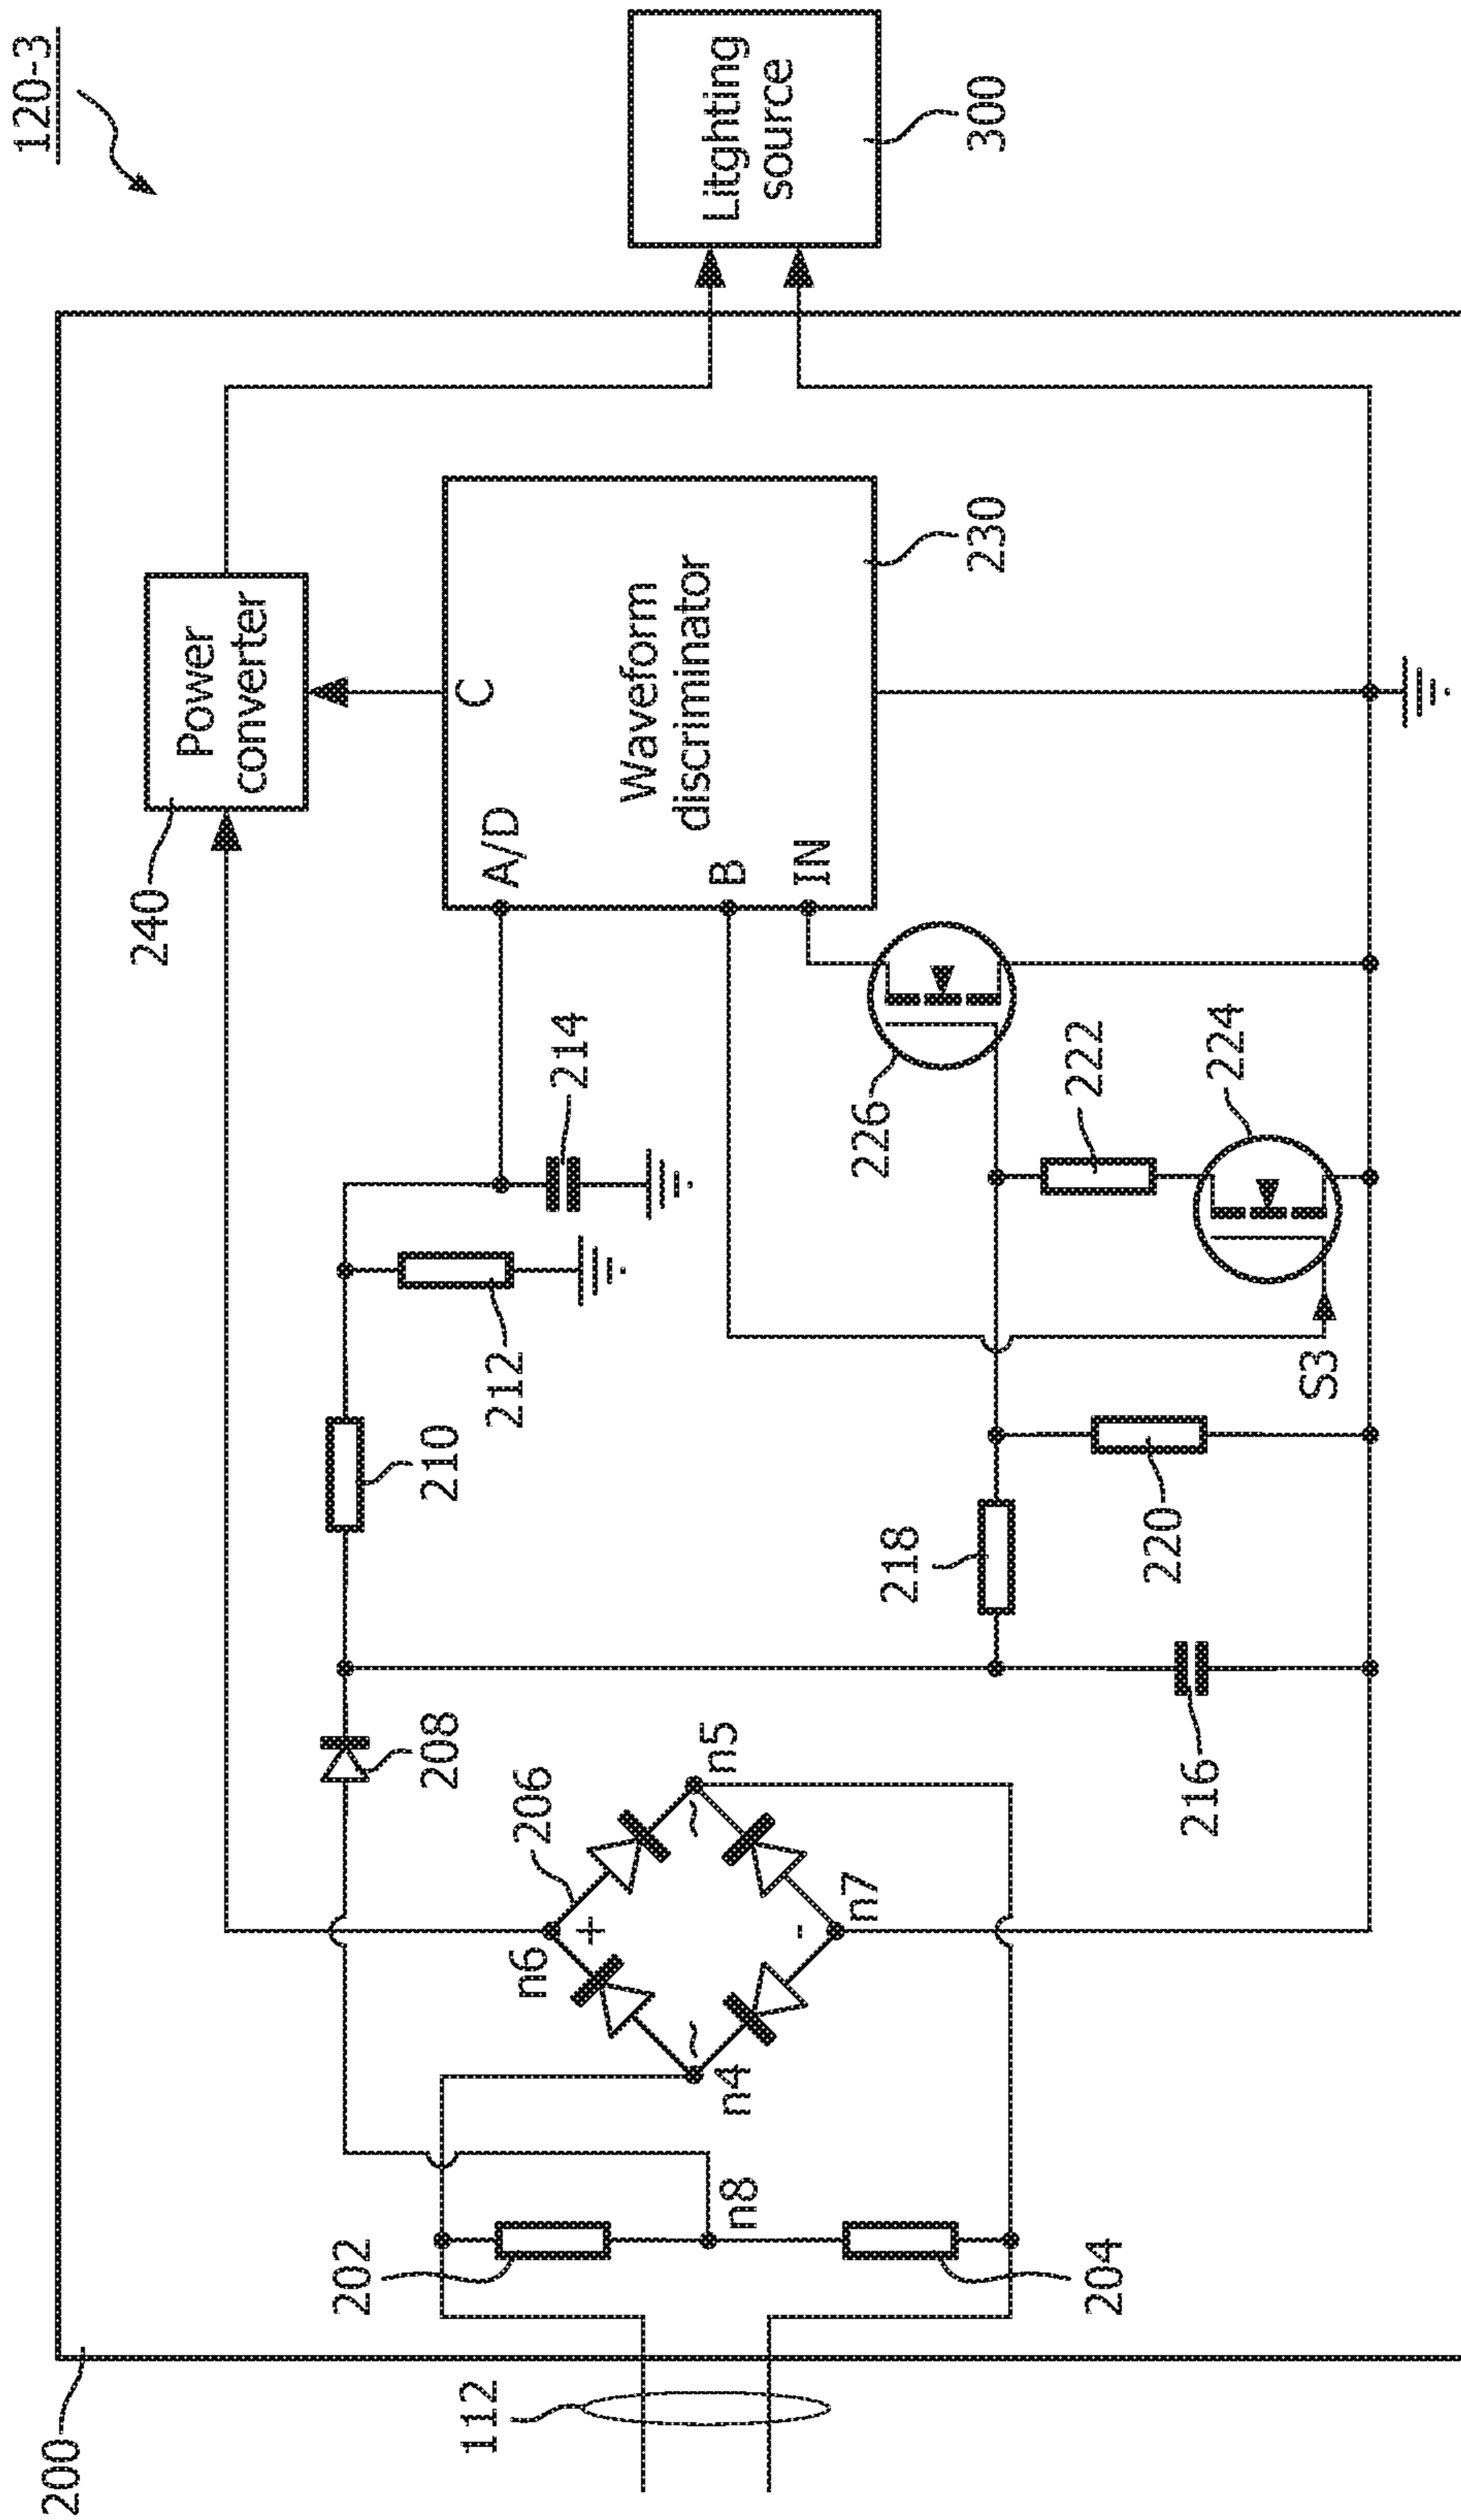 120-3
200
240
Power
converter
Litghting
source
300
A/D
C
Waveform
discriminator
B
IN
230
112
202
204
n8
n4
n6
+
206
~
~
-
n5
n7
208
210
212
214
216
218
220
222
224
226
S3